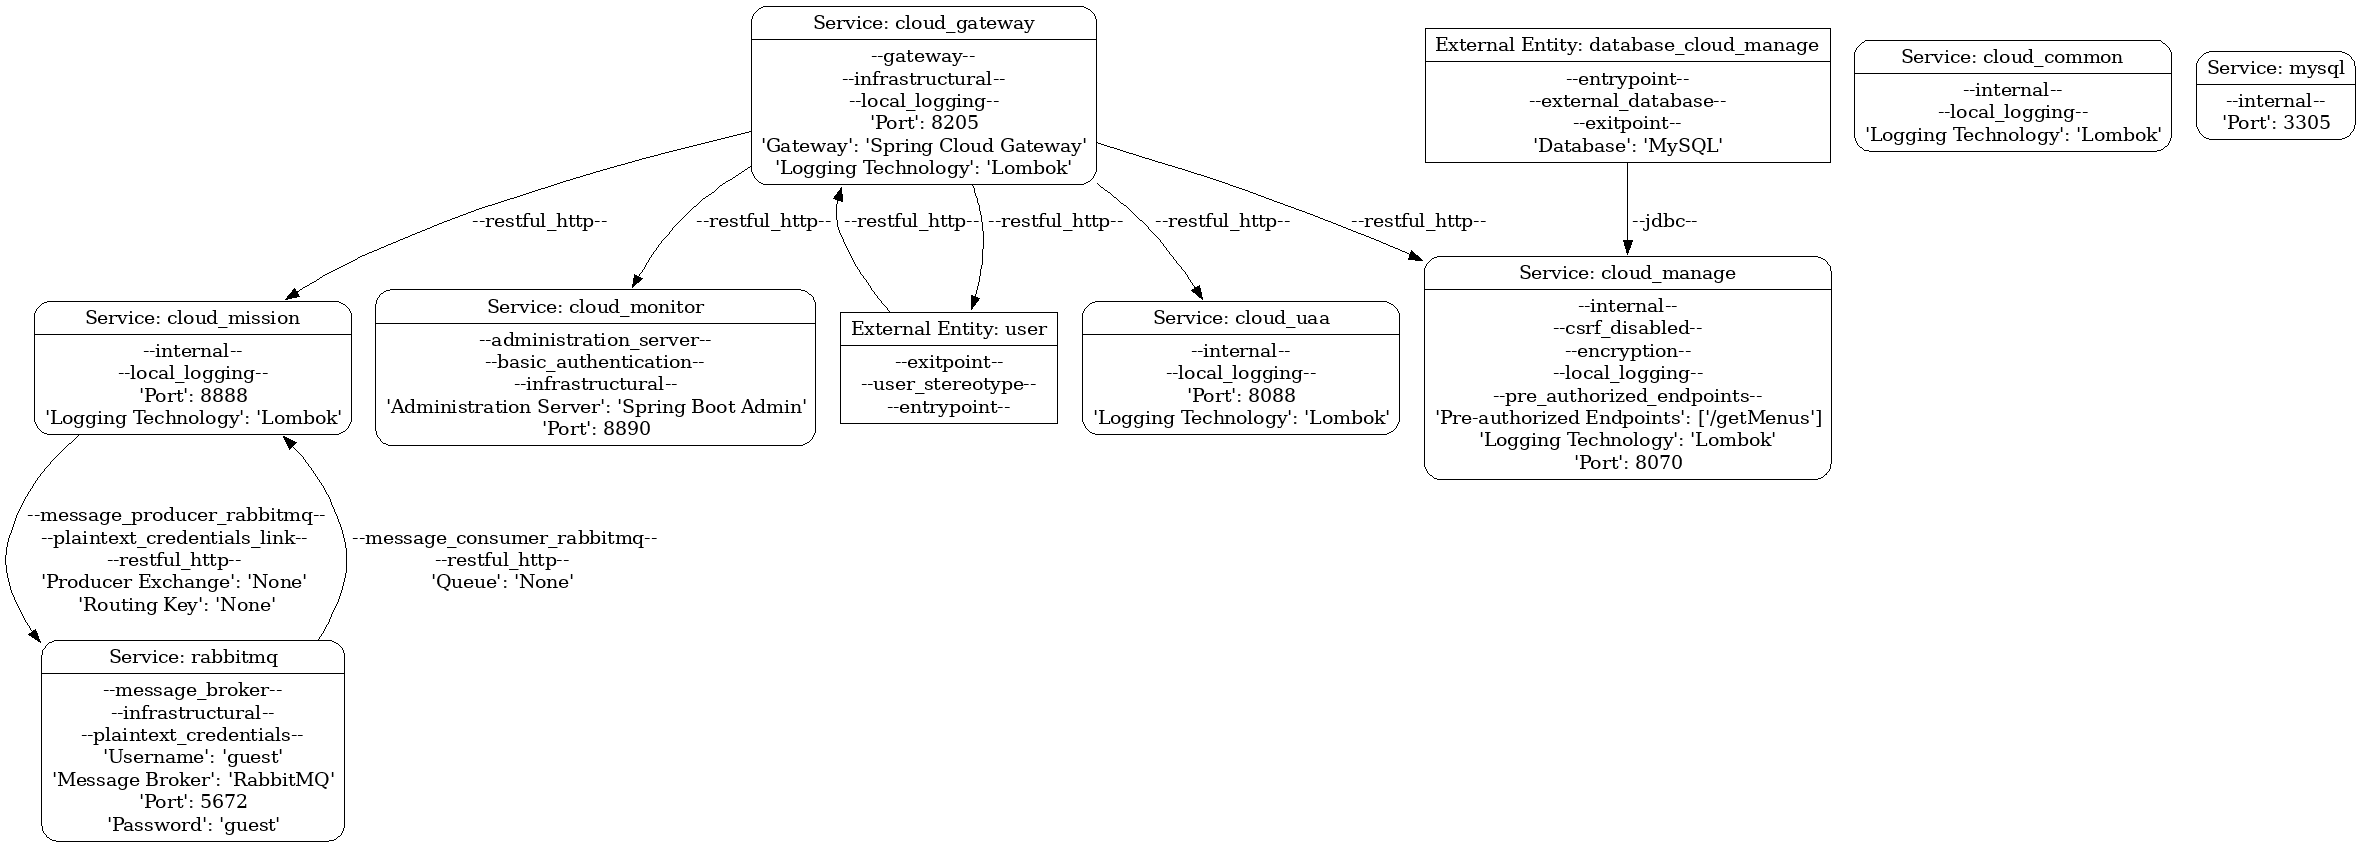 Service: cloud_gateway
--gateway--
--infrastructural--
--local_logging--
'Port': 8205
'Gateway': 'Spring Cloud Gateway'
'Logging Technology': 'Lombok'
External Entity: database_cloud_manage
--entrypoint--
--external_database--
--exitpoint--
'Database': 'MySQL'
Service: cloud_common
--internal--
--local_logging--
'Logging Technology': 'Lombok'
Service: mysql
--internal--
'Port': 3305
--restful_http--
--restful_http--
--restful_http--
--restful_http--
--restful_http--
--restful_http--
--jdbc--
Service: cloud_mission
--internal--
--local_logging--
'Port': 8888
'Logging Technology': 'Lombok'
Service: cloud_monitor
--administration_server--
--basic_authentication--
--infrastructural--
'Administration Server': 'Spring Boot Admin'
'Port': 8890
External Entity: user
--exitpoint--
--user_stereotype--
--entrypoint--
Service: cloud_uaa
--internal--
--local_logging--
'Port': 8088
'Logging Technology': 'Lombok'
Service: cloud_manage
--internal--
--csrf_disabled--
--encryption--
--local_logging--
--pre_authorized_endpoints--
'Pre-authorized Endpoints': ['/getMenus']
'Logging Technology': 'Lombok'
'Port': 8070
--message_producer_rabbitmq--
--plaintext_credentials_link--
--restful_http--
'Producer Exchange': 'None'
'Routing Key': 'None'
--message_consumer_rabbitmq--
--restful_http--
'Queue': 'None'
Service: rabbitmq
--message_broker--
--infrastructural--
--plaintext_credentials--
'Username': 'guest'
'Message Broker': 'RabbitMQ'
'Port': 5672
'Password': 'guest'